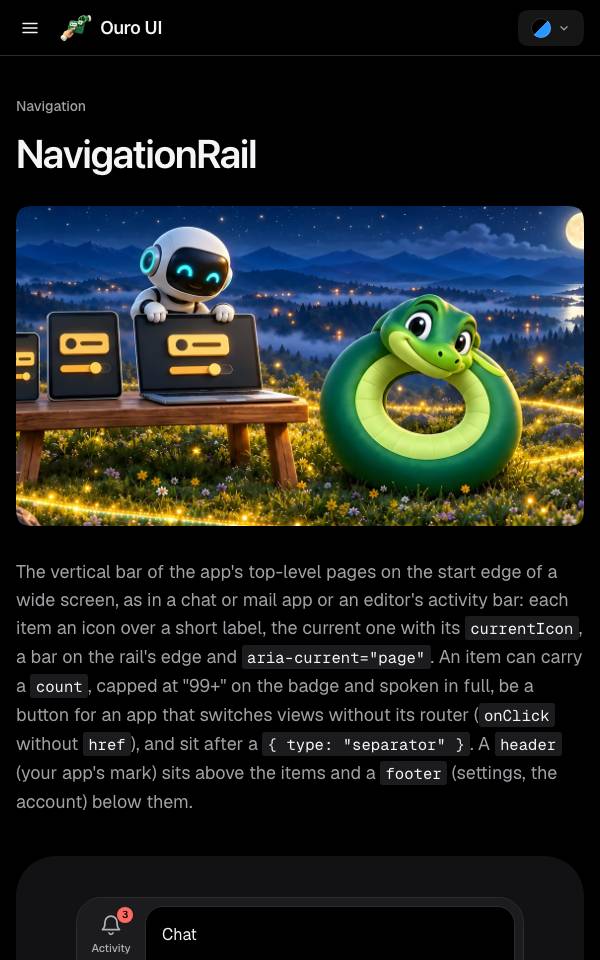 Ouro UI
Navigation
NavigationRail
The vertical bar of the app's top-level pages on the start edge of a
wide screen, as in a chat or mail app or an editor's activity bar: each
item an icon over a short label, the current one with its currentIcon,
a bar on the rail's edge and aria-current="page". An item can carry
a count, capped at "99+" on the badge and spoken in full, be a
button for an app that switches views without its router (onClick
without href), and sit after a { type: "separator" }. A header
(your app's mark) sits above the items and a footer (settings, the
account) below them.
3
Activity
Chat